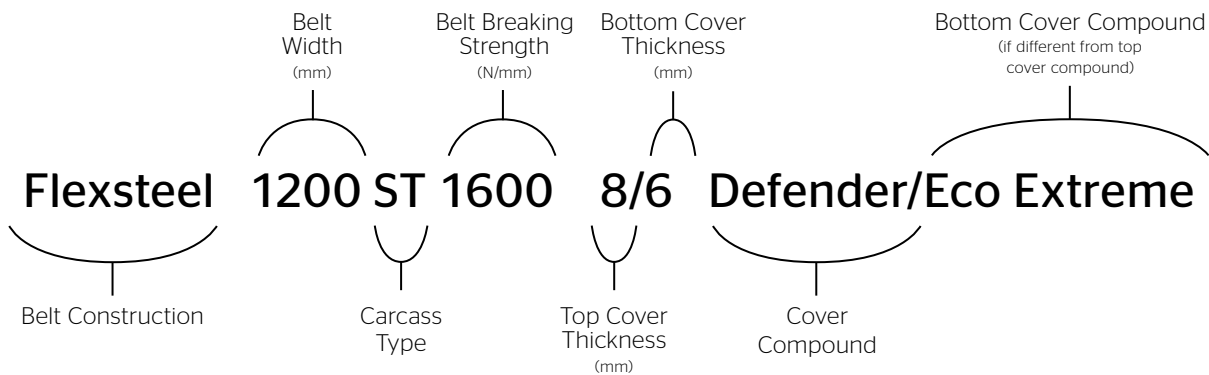 Belt
Width
(mm)
Belt Breaking
Strength
(N/mm)
Bottom Cover
Thickness
(mm)
Bottom Cover Compound
(if different from top
cover compound)
Flexsteel 1200 ST 1600 8/6 Defender/Eco Extreme
Belt Construction
Carcass
Type
Top Cover
Thickness
(mm)
Cover
Compound